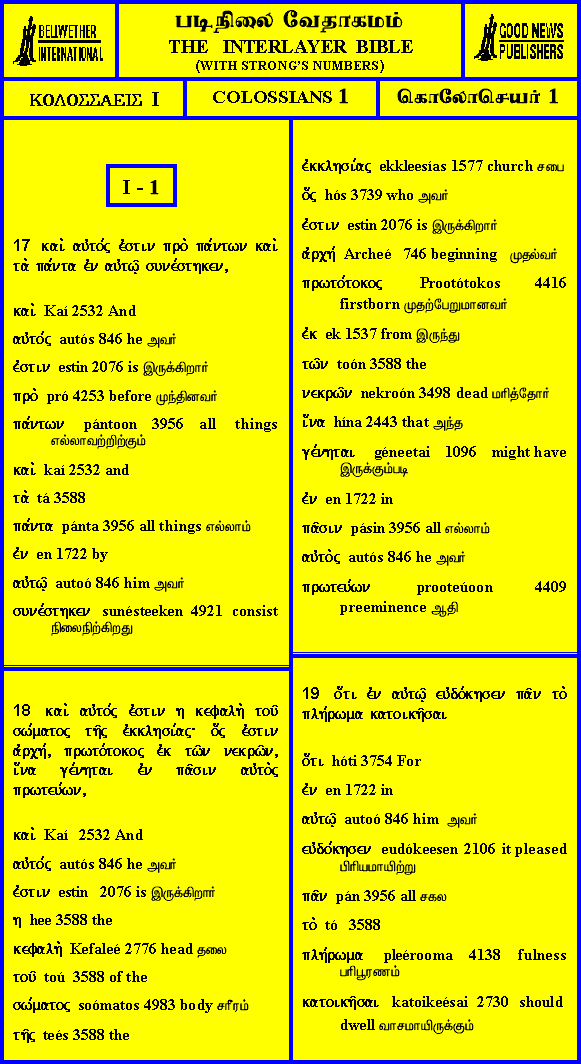 BELLWETHER
INTERNATIONAL
படிநிலை வேதாகமம்
THE INTERLAYER BIBLE
(WITH STRONG'S NUMBERS)
GOOD NEWS
PUBLISHERS
ΚΟΛΟΣΣΑΕΙΣ I
COLOSSIANS 1
கொலோசெயர் 1
I - 1
17 καὶ αὐτός ἐστιν πρὸ πάντων καὶ
τὰ πάντα ἐν αὐτῷ συνέστηκεν,
καὶ Kaí 2532 And
αὐτός autós 846 he அவர்
ἐστιν estin 2076 is இருக்கிறார்
πρὸ pró 4253 before முந்தினவர்
πάντων pántoon 3956 all things
எல்லாவற்றிற்கும்
καὶ kaí 2532 and
τὰ tá 3588
πάντα pánta 3956 all things எல்லாம்
ἐν en 1722 by
αὐτῷ autoó 846 him அவர்
συνέστηκεν sunésteeken 4921 consist
நிலைநிற்கிறது
18 καὶ αὐτός ἐστιν η κεφαλὴ τοῦ
σώματος τῆς ἐκκλησίας· ὅς ἐστιν
ἀρχή, πρωτότοκος ἐκ τῶν νεκρῶν,
ἵνα γένηται ἐν πᾶσιν αὐτὸς
πρωτεύων,
καὶ Kaí 2532 And
αὐτός autós 846 he அவர்
ἐστιν estin 2076 is இருக்கிறார்
η hee 3588 the
κεφαλὴ Kefaleé 2776 head தலை
τοῦ toú 3588 of the
σώματος soómatos 4983 body சரீரம்
τῆς teés 3588 the
ἐκκλησίας ekkleesías 1577 church சபை
ὅς hós 3739 who அவர்
ἐστιν estin 2076 is இருக்கிறார்
ἀρχή Archeé 746 beginning முதல்வர்
πρωτότοκος Prootótokos 4416
firstborn முதற்பேறுமானவர்
ἐκ ek 1537 from இருந்து
τῶν toón 3588 the
νεκρῶν nekroón 3498 dead மரித்தோர்
ἵνα hína 2443 that அந்த
γένηται géneetai 1096 might have
இருக்கும்படி
ἐν en 1722 in
πᾶσιν pásin 3956 all எல்லாம்
αὐτὸς autós 846 he அவர்
πρωτεύων prooteúoon 4409
preeminence ஆதி
19 ὅτι ἐν αὐτῷ εὐδόκησεν πᾶν τὸ
πλήρωμα κατοικῆσαι
ὅτι hóti 3754 For
ἐν en 1722 in
αὐτῷ autoó 846 him அவர்
εὐδόκησεν eudókeesen 2106 it pleased
பிரியமாயிற்று
πᾶν pán 3956 all சகல
τὸ tó 3588
πλήρωμα pleérooma 4138 fulness
பரிபூரணம்
κατοικῆσαι katoikeésai 2730 should
dwell வாசமாயிருக்கும்